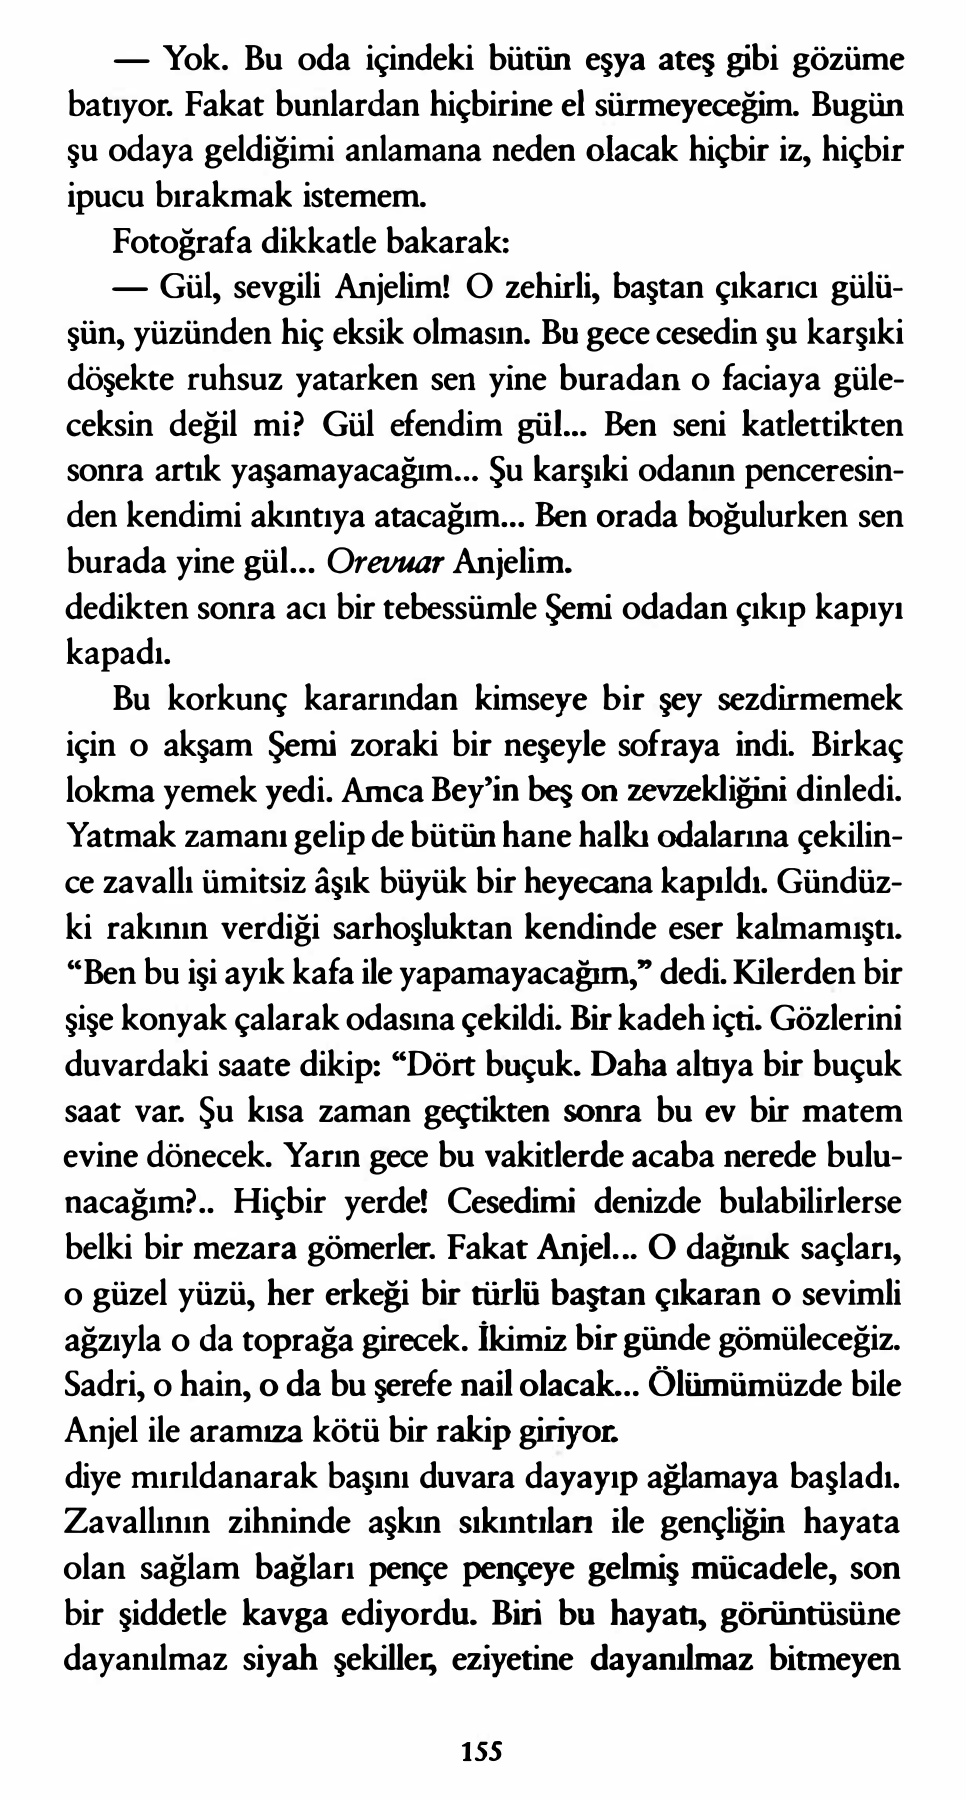 — Yok. Bu oda içindeki bütün eşya ateş gibi gözüme
batıyor. Fakat bunlardan hiçbirine el sürmeyeceğim. Bugün
şu odaya geldiğimi anlamana neden olacak hiçbir iz, hiçbir
ipucu bırakmak istemem.
Fotoğrafa dikkatle bakarak:
— Gül, sevgili Anjelim! O zehirli, baştan çıkarıcı gülü-
şün, yüzünden hiç eksik olmasın. Bu gece cesedin şu karşıki
döşekte ruhsuz yatarken sen yine buradan o faciaya güle-
ceksin değil mi? Gül efendim gül... Ben seni katlettikten
sonra artık yaşamayacağım... Şu karşıki odanın penceresin-
den kendimi akıntıya atacağım... Ben orada boğulurken sen
burada yine gül... Orevuar Anjelim.
dedikten sonra acı bir tebessümle Şemi odadan çıkıp kapıyı
kapadı.
Bu korkunç kararından kimseye bir şey sezdirmemek
için o akşam Şemi zoraki bir neşeyle sofraya indi. Birkaç
lokma yemek yedi. Amca Bey’in beş on zevzekliğini dinledi.
Yatmak zamanı gelip de bütün hane halkı odalarına çekilin-
ce zavallı ümitsiz âşık büyük bir heyecana kapıldı. Gündüz-
ki rakının verdiği sarhoşluktan kendinde eser kalmamıştı.
“Ben bu işi ayık kafa ile yapamayacağım,” dedi. Kilerden bir
şişe konyak çalarak odasına çekildi. Bir kadeh içti. Gözlerini
duvardaki saate dikip: “Dört buçuk. Daha altıya bir buçuk
saat var. Şu kısa zaman geçtikten sonra bu ev bir matem
evine dönecek. Yarın gece bu vakitlerde acaba nerede bulu-
nacağım?.. Hiçbir yerde! Cesedimi denizde bulabilirlerse
belki bir mezara gömerler. Fakat Anjel... O dağınık saçları,
o güzel yüzü, her erkeği bir türlü baştan çıkaran o sevimli
ağzıyla o da toprağa girecek. İkimiz bir günde gömüleceğiz.
Sadri, o hain, o da bu şerefe nail olacak... Ölümümüzde bile
Anjel ile aramıza kötü bir rakip giriyor.
diye mırıldanarak başını duvara dayayıp ağlamaya başladı.
Zavallının zihninde aşkın sıkıntıları ile gençliğin hayata
olan sağlam bağları pençe pençeye gelmiş mücadele, son
bir şiddetle kavga ediyordu. Biri bu hayatı, görüntüsüne
dayanılmaz siyah şekiller, eziyetine dayanılmaz bitmeyen
155